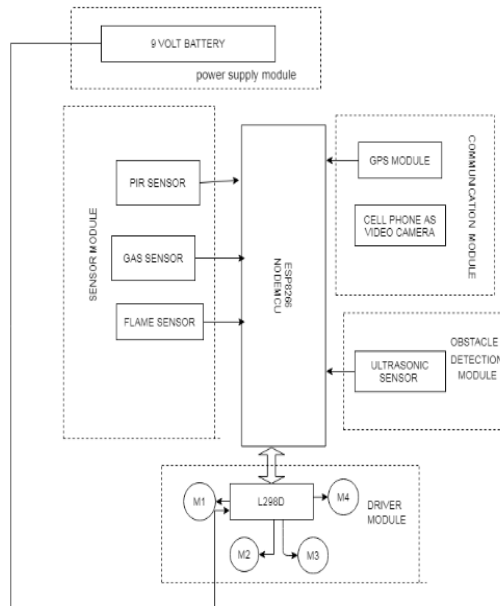 9 VOLT BATTERY
power supply module
SENSOR MODULE
PIR SENSOR
GAS SENSOR
FLAME SENSOR
ESP8266
NODEMCU
COMMUNICATION MODULE
GPS MODULE
CELL PHONE AS
VIDEO CAMERA
OBSTACLE
DETECTION
MODULE
ULTRASONIC
SENSOR
L298D
M1
M4
M2
M3
DRIVER
MODULE